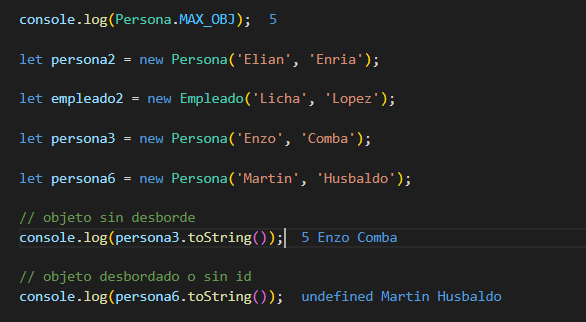 console.log(Persona.MAX_OBJ); 5
let persona2 = new Persona('Elian', 'Enria');
let empleado2 = new Empleado('Licha', 'Lopez');
let persona3 = new Persona('Enzo', 'Comba');
let persona6 = new Persona('Martin', 'Husbaldo');
// objeto sin desborde
console.log(persona3.toString()); 5 Enzo Comba
// objeto desbordado o sin id
console.log(persona6.toString()); undefined Martin Husbaldo